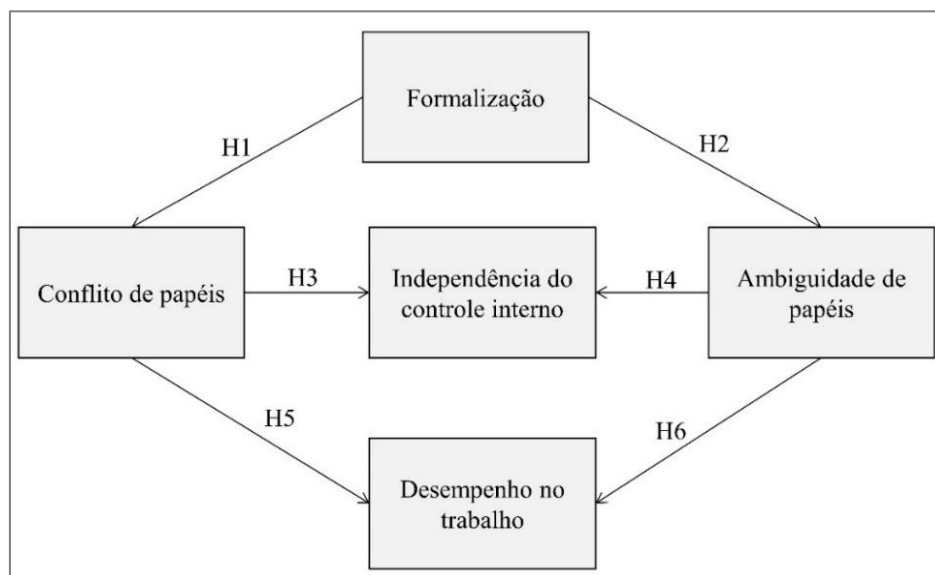 Formalização
H1
H2
Conflito de papéis
H3
Independência do
controle interno
H4
Ambiguidade de
papéis
H5
H6
Desempenho no
trabalho